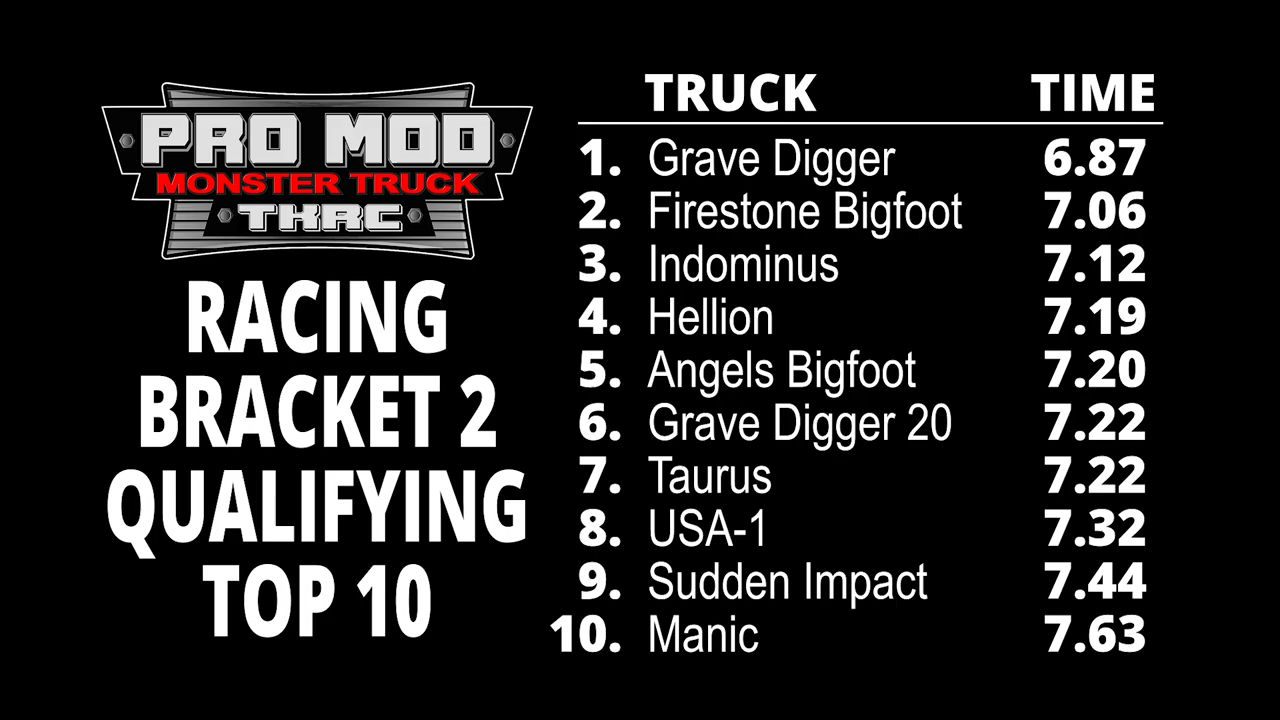 PRO MOD
MONSTER TRUCK
TKRC
RACING
BRACKET 2
QUALIFYING
TOP 10
TRUCK TIME
1. Grave Digger 6.87
2. Firestone Bigfoot 7.06
3. Indominus 7.12
4. Hellion 7.19
5. Angels Bigfoot 7.20
6. Grave Digger 20 7.22
7. Taurus 7.22
8. USA-1 7.32
9. Sudden Impact 7.44
10. Manic 7.63